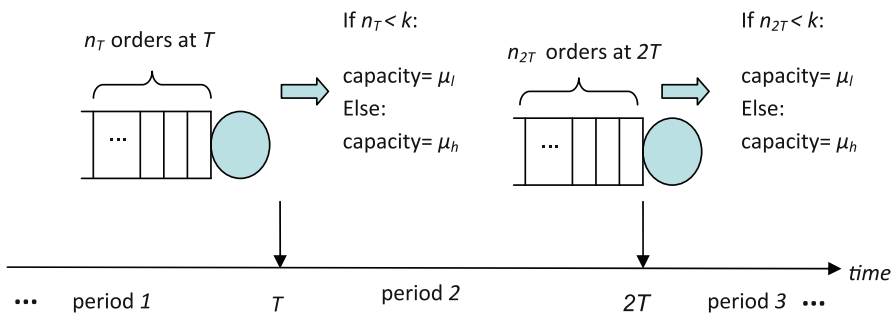 n_T orders at T
...
If n_T < k:
capacity= μ_l
Else:
capacity= μ_h
n_2T orders at 2T
...
If n_2T < k:
capacity= μ_l
Else:
capacity= μ_h
time
... period 1 T period 2 2T period 3 ...